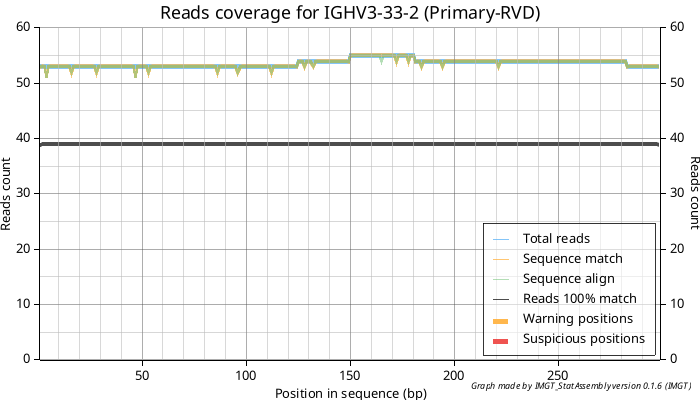 Reads coverage for IGHV3-33-2 (Primary-RVD)
60
50
40
30
20
10
0
Reads count
60
50
40
30
20
10
0
Reads count
Total reads
Sequence match
Sequence align
Reads 100% match
Warning positions
Suspicious positions
50
100
150
200
250
Position in sequence (bp)
Graph made by IMGT_StatAssembly version 0.1.6 (IMGT)